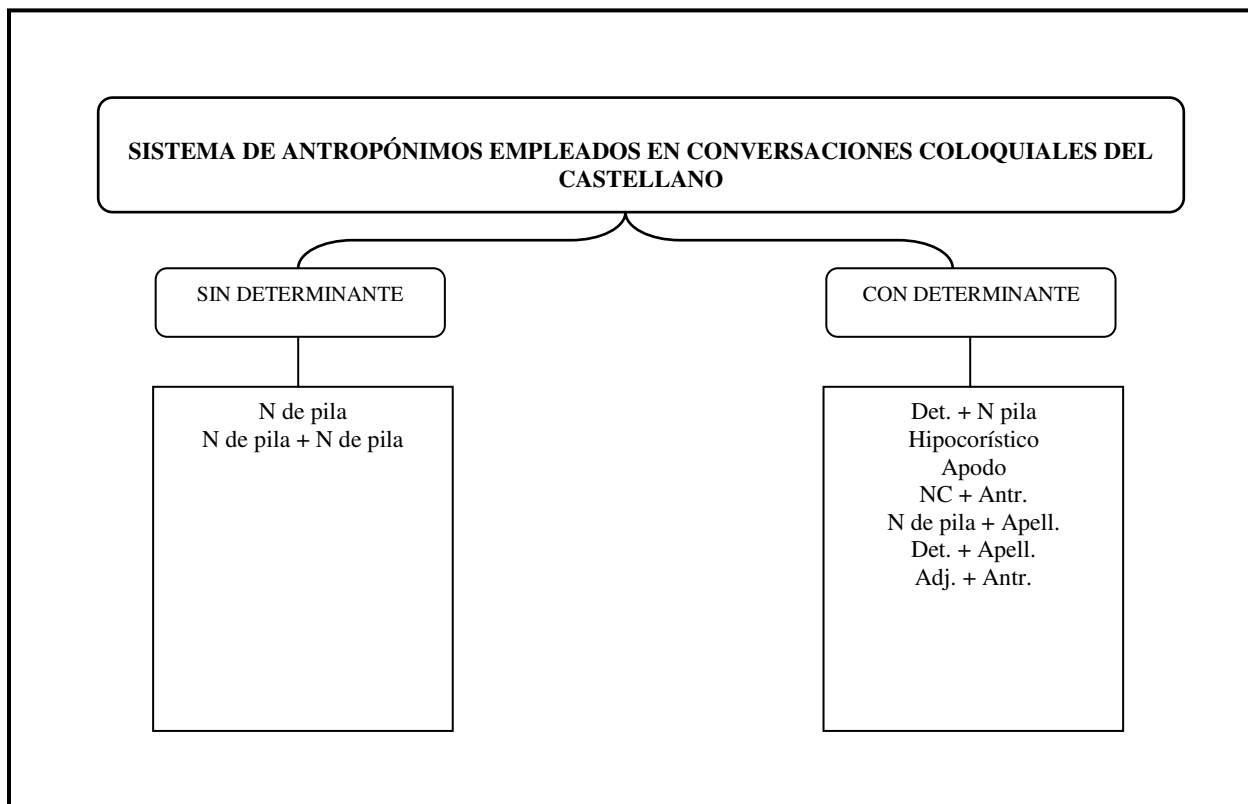 SISTEMA DE ANTROPÓNIMOS EMPLEADOS EN CONVERSACIONES COLOQUIALES DEL
CASTELLANO
SIN DETERMINANTE
N de pila
N de pila + N de pila
CON DETERMINANTE
Det. + N pila
Hipocorístico
Apodo
NC + Antr.
N de pila + Apell.
Det. + Apell.
Adj. + Antr.